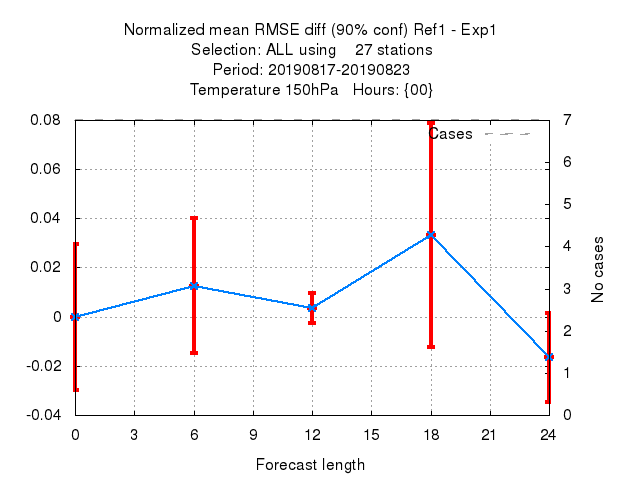 Normalized mean RMSE diff (90% conf) Ref1 - Exp1
Selection: ALL using    27 stations
Period: 20190817-20190823
Temperature 150hPa   Hours: {00}
0.08
0.06
0.04
0.02
0
-0.02
-0.04
Cases
7
6
5
4
3
2
1
0
No cases
0 3 6 9 12 15 18 21 24
Forecast length